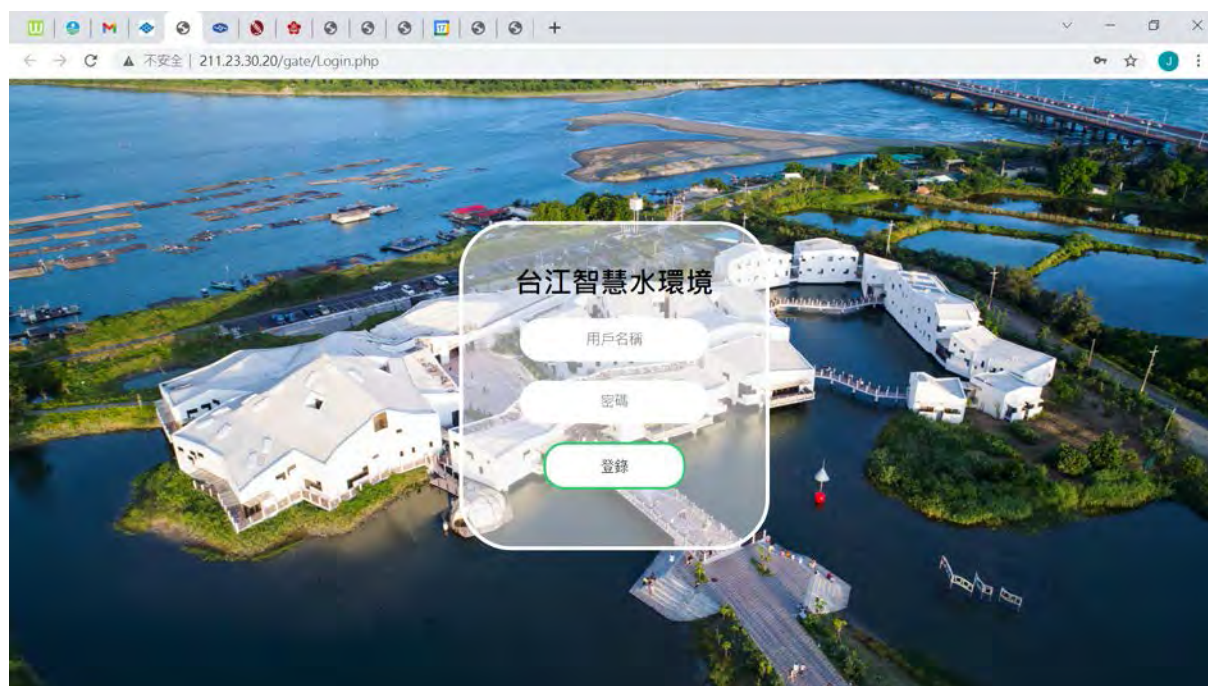 不安全 | 211.23.30.20/gate/Login.php
台江智慧水環境
用戶名稱
密碼
登錄